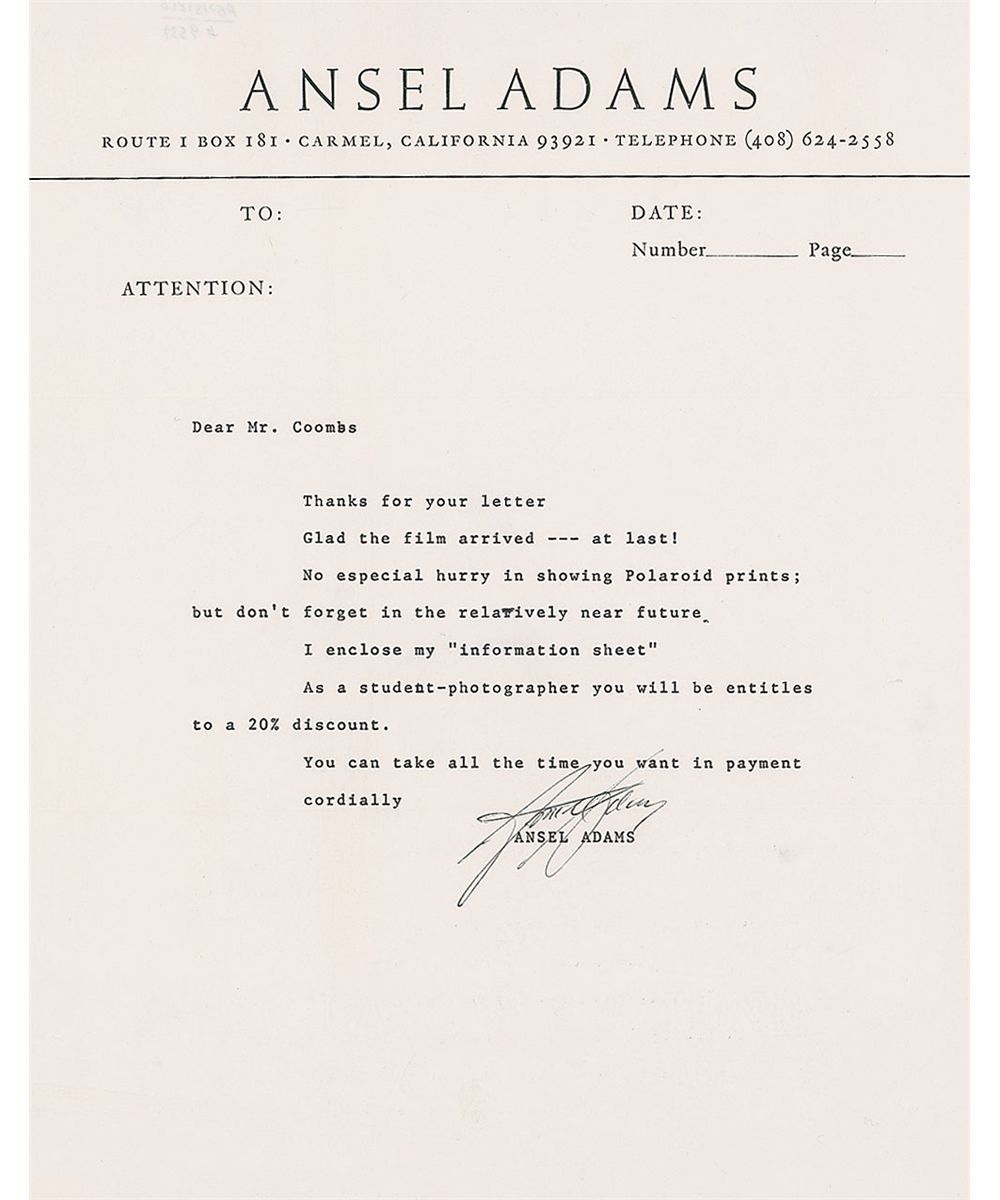 ANSEL ADAMS
ROUTE 1 BOX 181 · CARMEL, CALIFORNIA 93921 · TELEPHONE (408) 624-2558
TO: DATE:
Number Page
ATTENTION:
Dear Mr. Coombs
Thanks for your letter
Glad the film arrived --- at last!
No especial hurry in showing Polaroid prints;
but don't forget in the relatively near future.
I enclose my "information sheet"
As a student-photographer you will be entitles
to a 20% discount.
You can take all the time you want in payment
cordially
Ansel Adams
ANSEL ADAMS